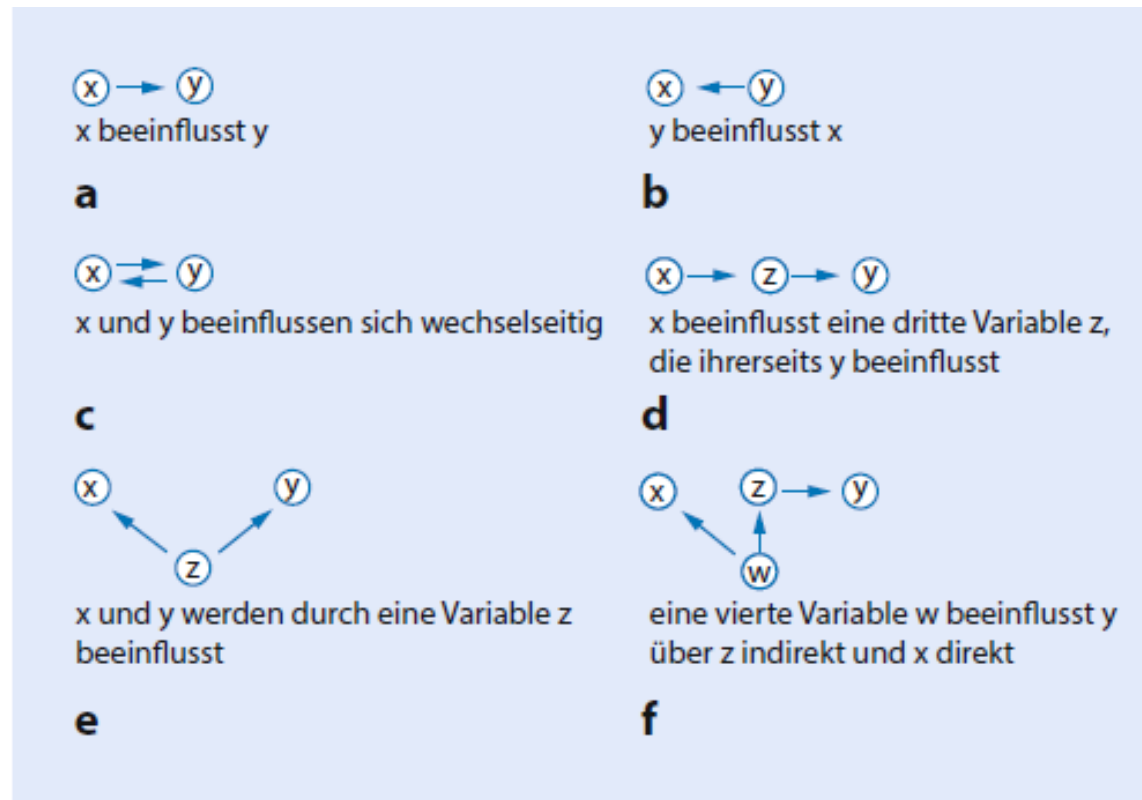 x y
x beeinflusst y
a
x y
y beeinflusst x
b
x y
x und y beeinflussen sich wechselseitig
c
x z y
x beeinflusst eine dritte Variable z,
die ihrerseits y beeinflusst
d
x y
z
x und y werden durch eine Variable z
beeinflusst
e
x z y
w
eine vierte Variable w beeinflusst y
über z indirekt und x direkt
f